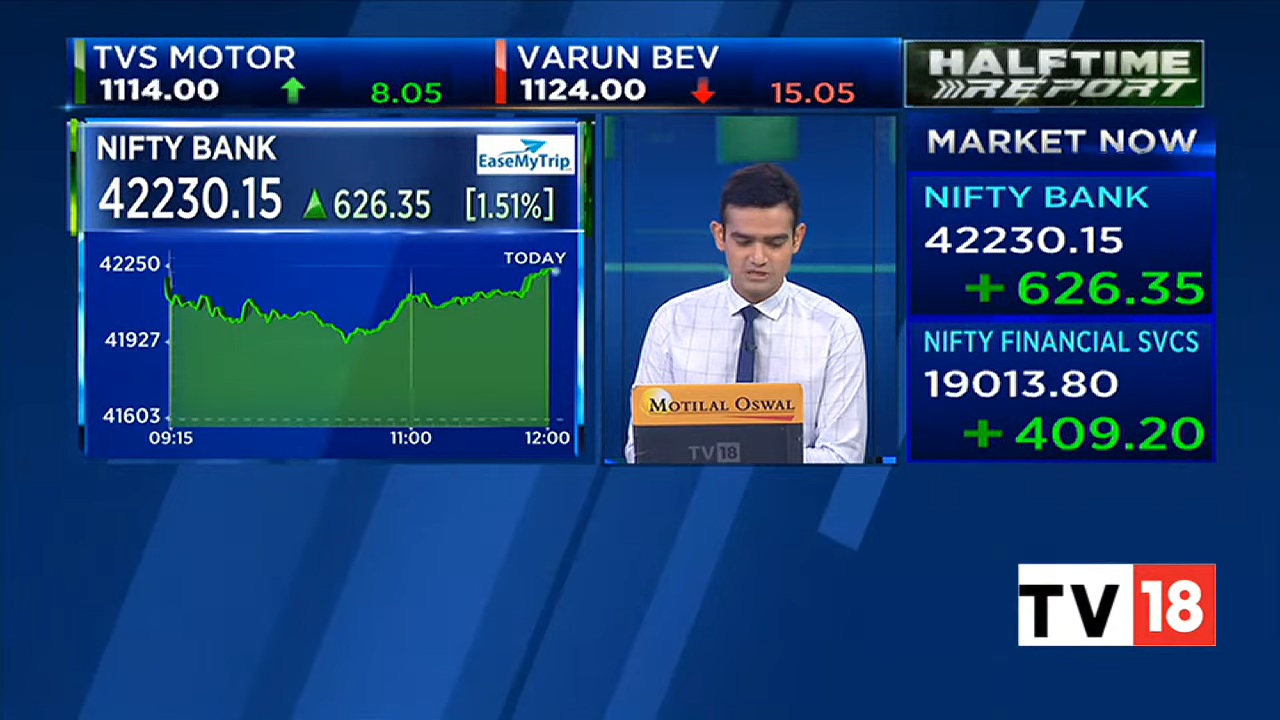 TVS MOTOR
1114.00 8.05
VARUN BEV
1124.00 15.05
HALFTIME
REPORT
NIFTY BANK
EaseMyTrip.com
42230.15 626.35 [1.51%]
TODAY
42250
41927
41603
09:15 11:00 12:00
MOTILAL OSWAL
TV18
MARKET NOW
NIFTY BANK
42230.15
+ 626.35
NIFTY FINANCIAL SVCS
19013.80
+ 409.20
TV18